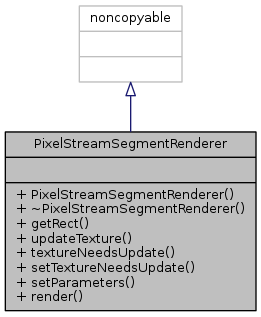 noncopyable
PixelStreamSegmentRenderer
+ PixelStreamSegmentRenderer()
+ ~PixelStreamSegmentRenderer()
+ getRect()
+ updateTexture()
+ textureNeedsUpdate()
+ setTextureNeedsUpdate()
+ setParameters()
+ render()